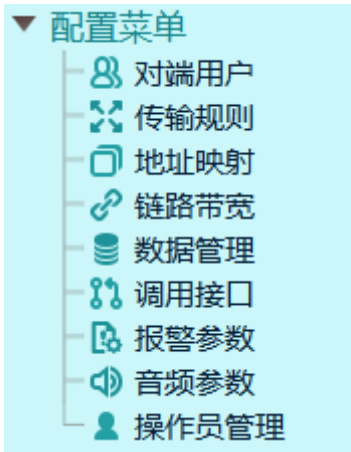 配置菜单
对端用户
传输规则
地址映射
链路带宽
数据管理
调用接口
报警参数
音频参数
操作员管理